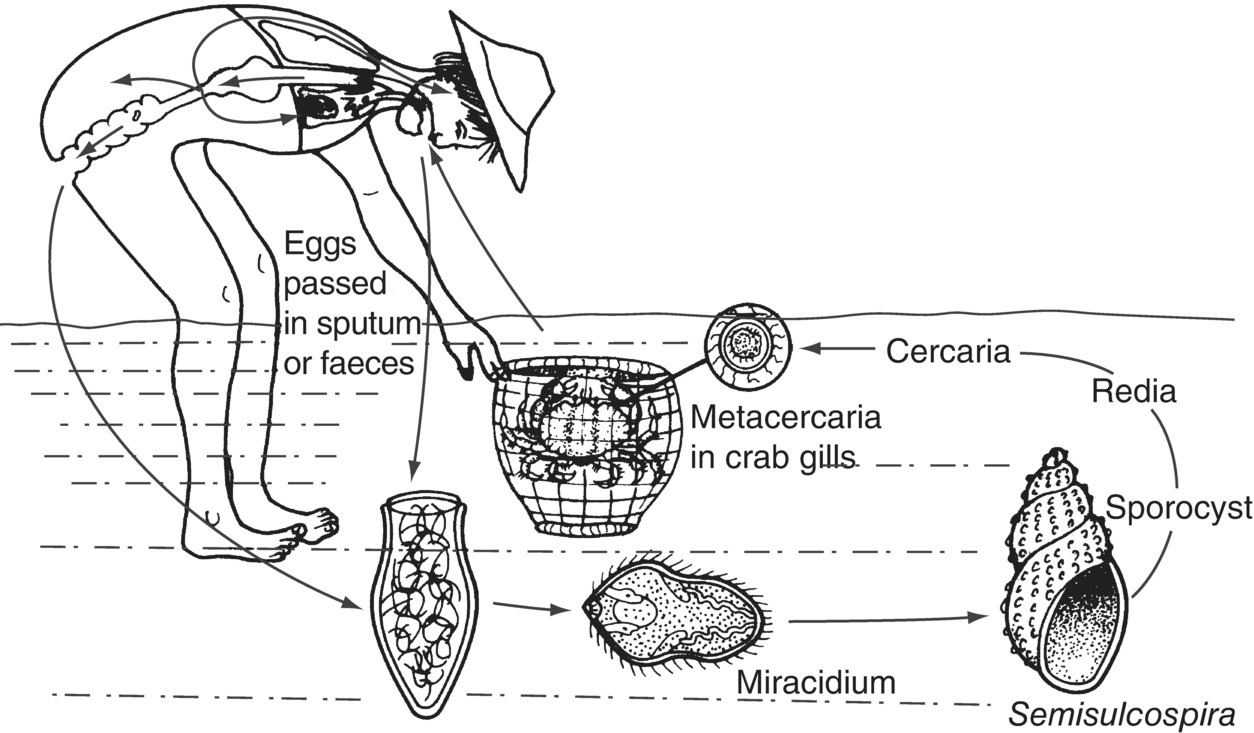 Eggs
passed
in sputum
or faeces
Cercaria
Redia
Metacercaria
in crab gills
Sporocyst
Miracidium
Semisulcospira